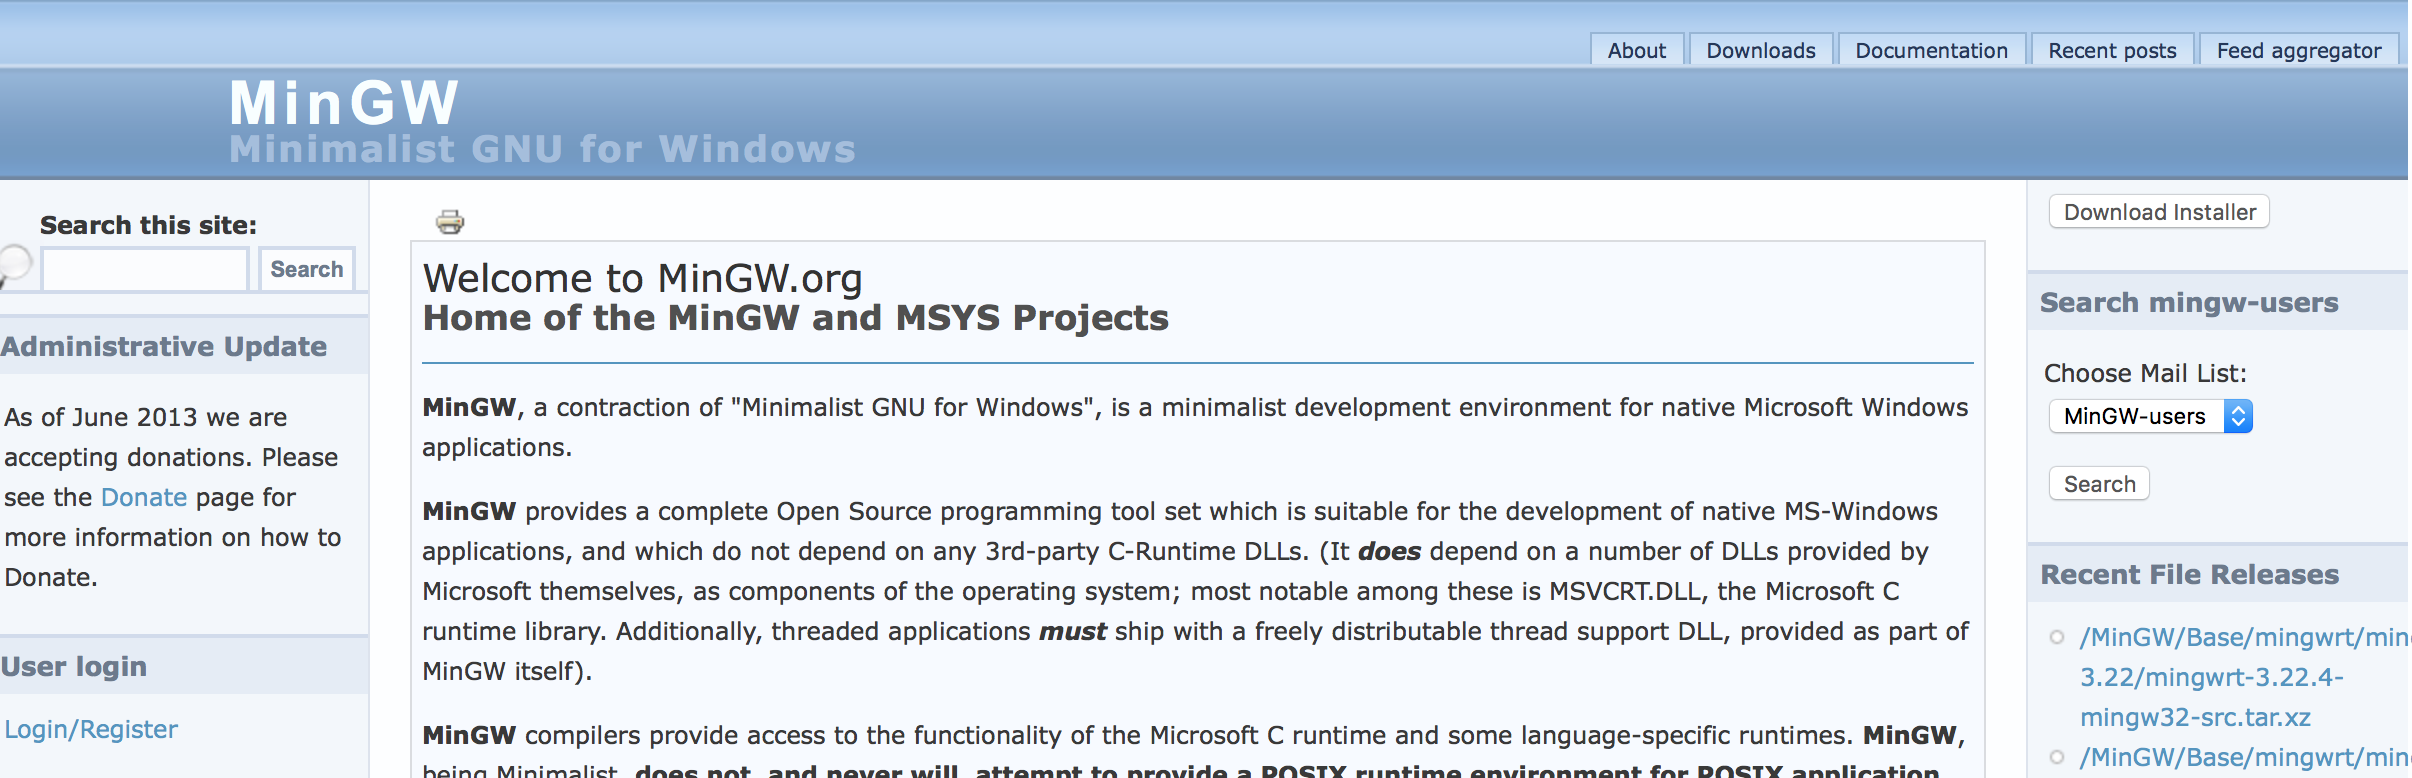 About
Downloads
Documentation
Recent posts
Feed aggregator
MinGW
Minimalist GNU for Windows
Search this site:
Search
Administrative Update
As of June 2013 we are
accepting donations. Please
see the Donate page for
more information on how to
Donate.
User login
Login/Register
Welcome to MinGW.org
Home of the MinGW and MSYS Projects
MinGW, a contraction of "Minimalist GNU for Windows", is a minimalist development environment for native Microsoft Windows
applications.
MinGW provides a complete Open Source programming tool set which is suitable for the development of native MS-Windows
applications, and which do not depend on any 3rd-party C-Runtime DLLs. (It does depend on a number of DLLs provided by
Microsoft themselves, as components of the operating system; most notable among these is MSVCRT.DLL, the Microsoft C
runtime library. Additionally, threaded applications must ship with a freely distributable thread support DLL, provided as part of
MinGW itself).
MinGW compilers provide access to the functionality of the Microsoft C runtime and some language-specific runtimes. MinGW,
being Minimalist, does not, and never will, attempt to provide a POSIX runtime environment for POSIX application
Download Installer
Search mingw-users
Choose Mail List:
MinGW-users
Search
Recent File Releases
/MinGW/Base/mingwrt/min
3.22/mingwrt-3.22.4-
mingw32-src.tar.xz
/MinGW/Base/mingwrt/min